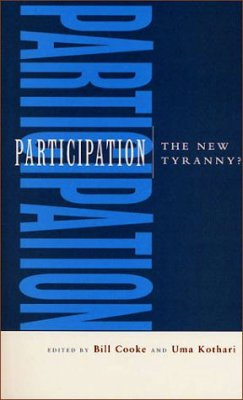 PARTICIPATION
PARTICIPATION
THE NEW
TYRANNY?
EDITED BY Bill Cooke AND Uma Kothari